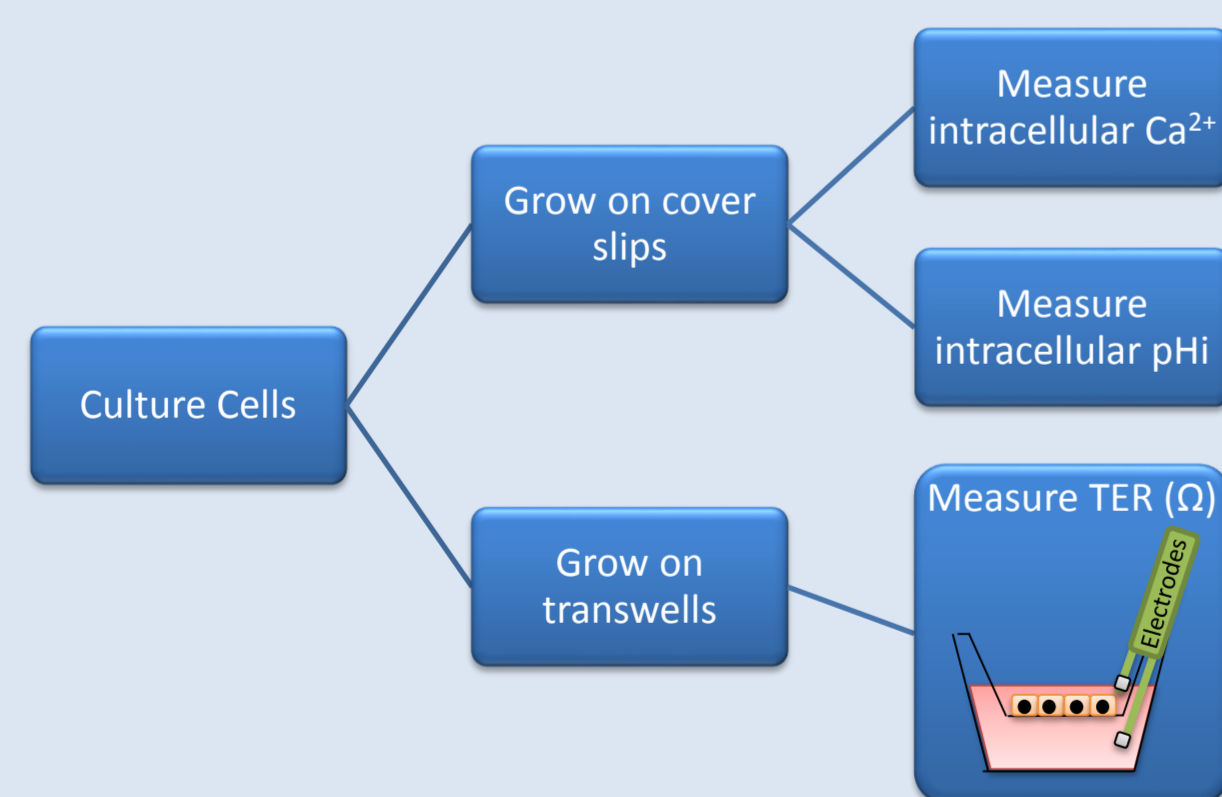 Culture Cells
Grow on cover
slips
Measure
intracellular Ca²⁺
Measure
intracellular pHi
Grow on
transwells
Measure TER (Ω)
Electrodes